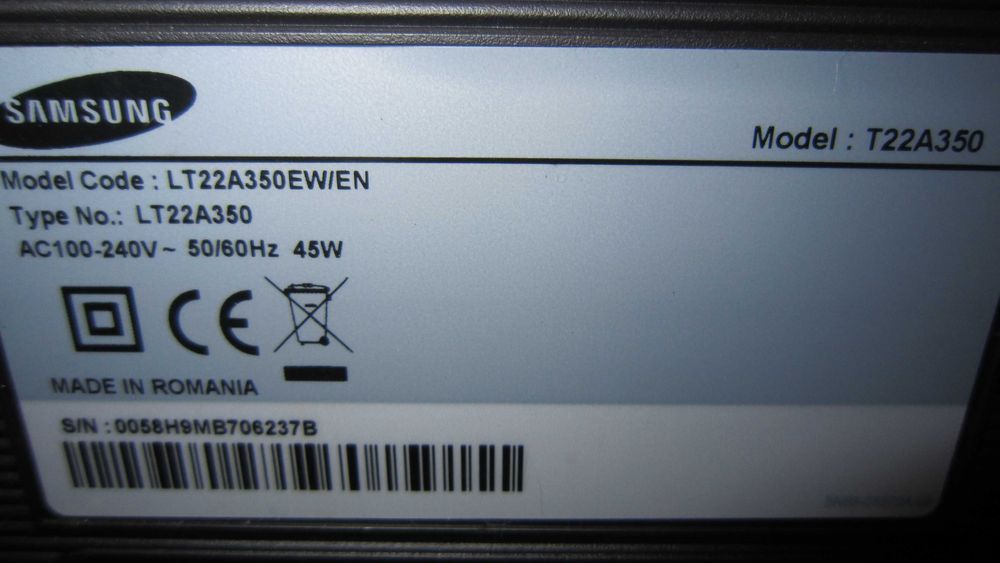 SAMSUNG
Model : T22A350
Model Code : LT22A350EW/EN
Type No.: LT22A350
AC100-240V~ 50/60Hz 45W
CE
MADE IN ROMANIA
S/N : 0058H9MB706237B